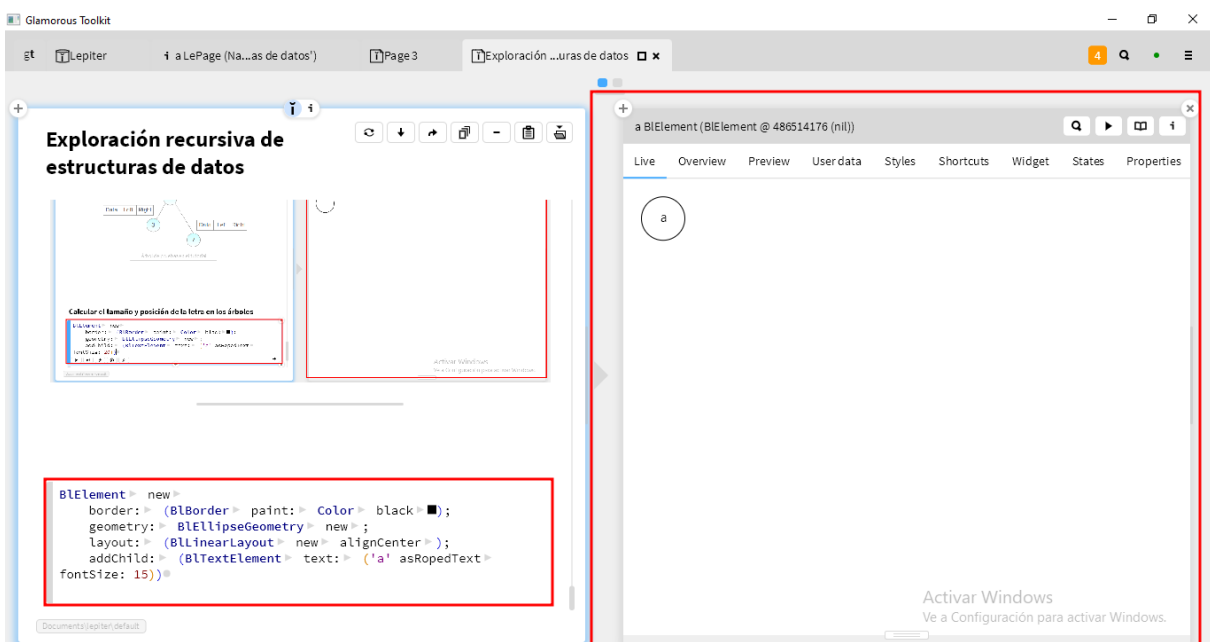 Glamorous Toolkit
gt Lepiter i a LePage (Na...as de datos') Page 3 Exploración ...uras de datos 4
Exploración recursiva de
estructuras de datos
i
Calcular el tamaño y posición de la letra en los árboles
BlElement new
border: (BlBorder paint: Color black);
geometry: BlEllipseGeometry new ;
layout: (BlLinearLayout new alignCenter );
addChild: (BlTextElement text: ('a' asRopedText
fontSize: 15))
Documents\lepiter\default
a BlElement (BlElement @ 486514176 (nil))
i
Live Overview Preview User data Styles Shortcuts Widget States Properties
a
Activar Windows
Ve a Configuración para activar Windows.